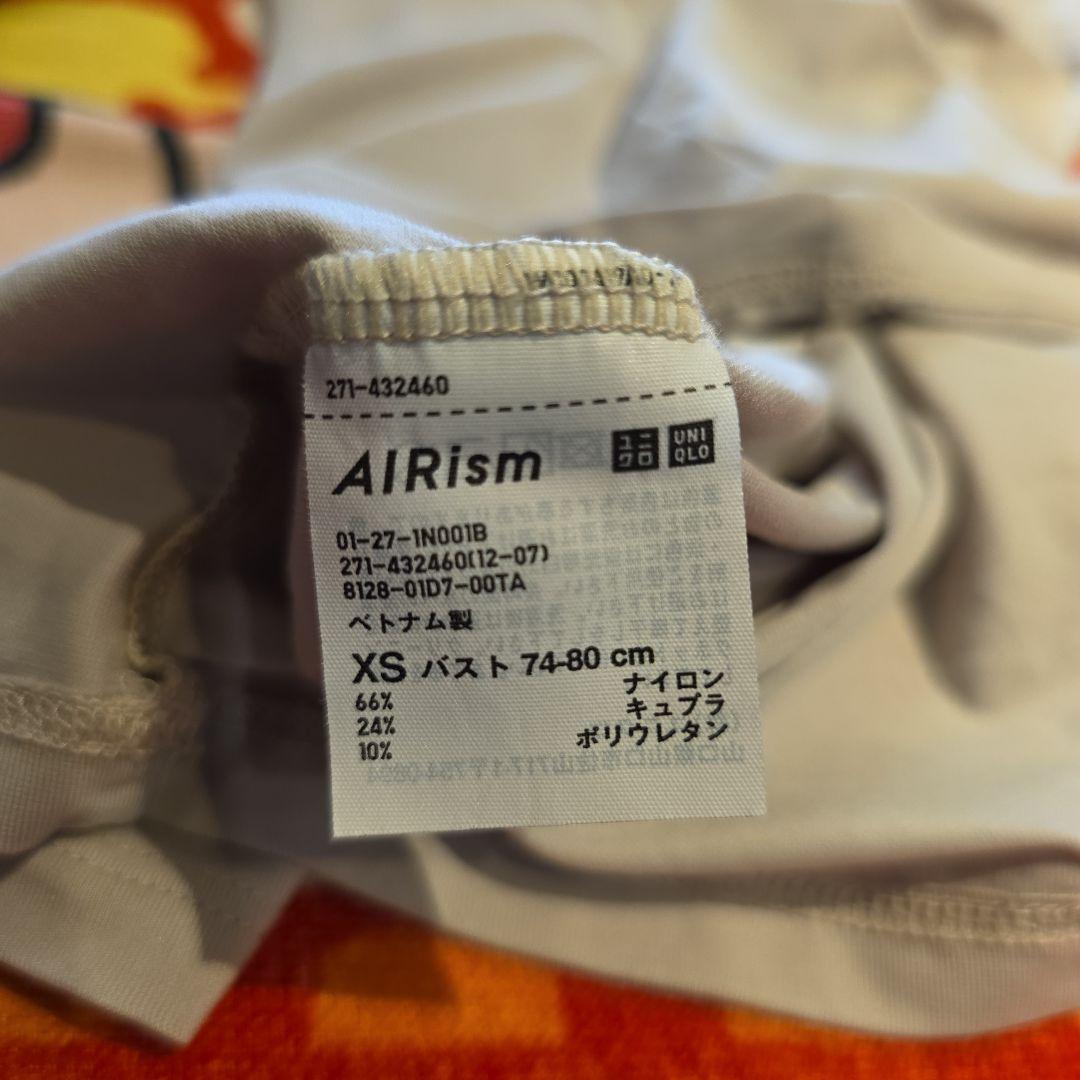 271-432460
AIRism ユニクロ UNIQLO
01-27-1N001B
271-432460(12-07)
8128-01D7-00TA
ベトナム製
XS バスト 74-80 cm
66% ナイロン
24% キュプラ
10% ポリウレタン